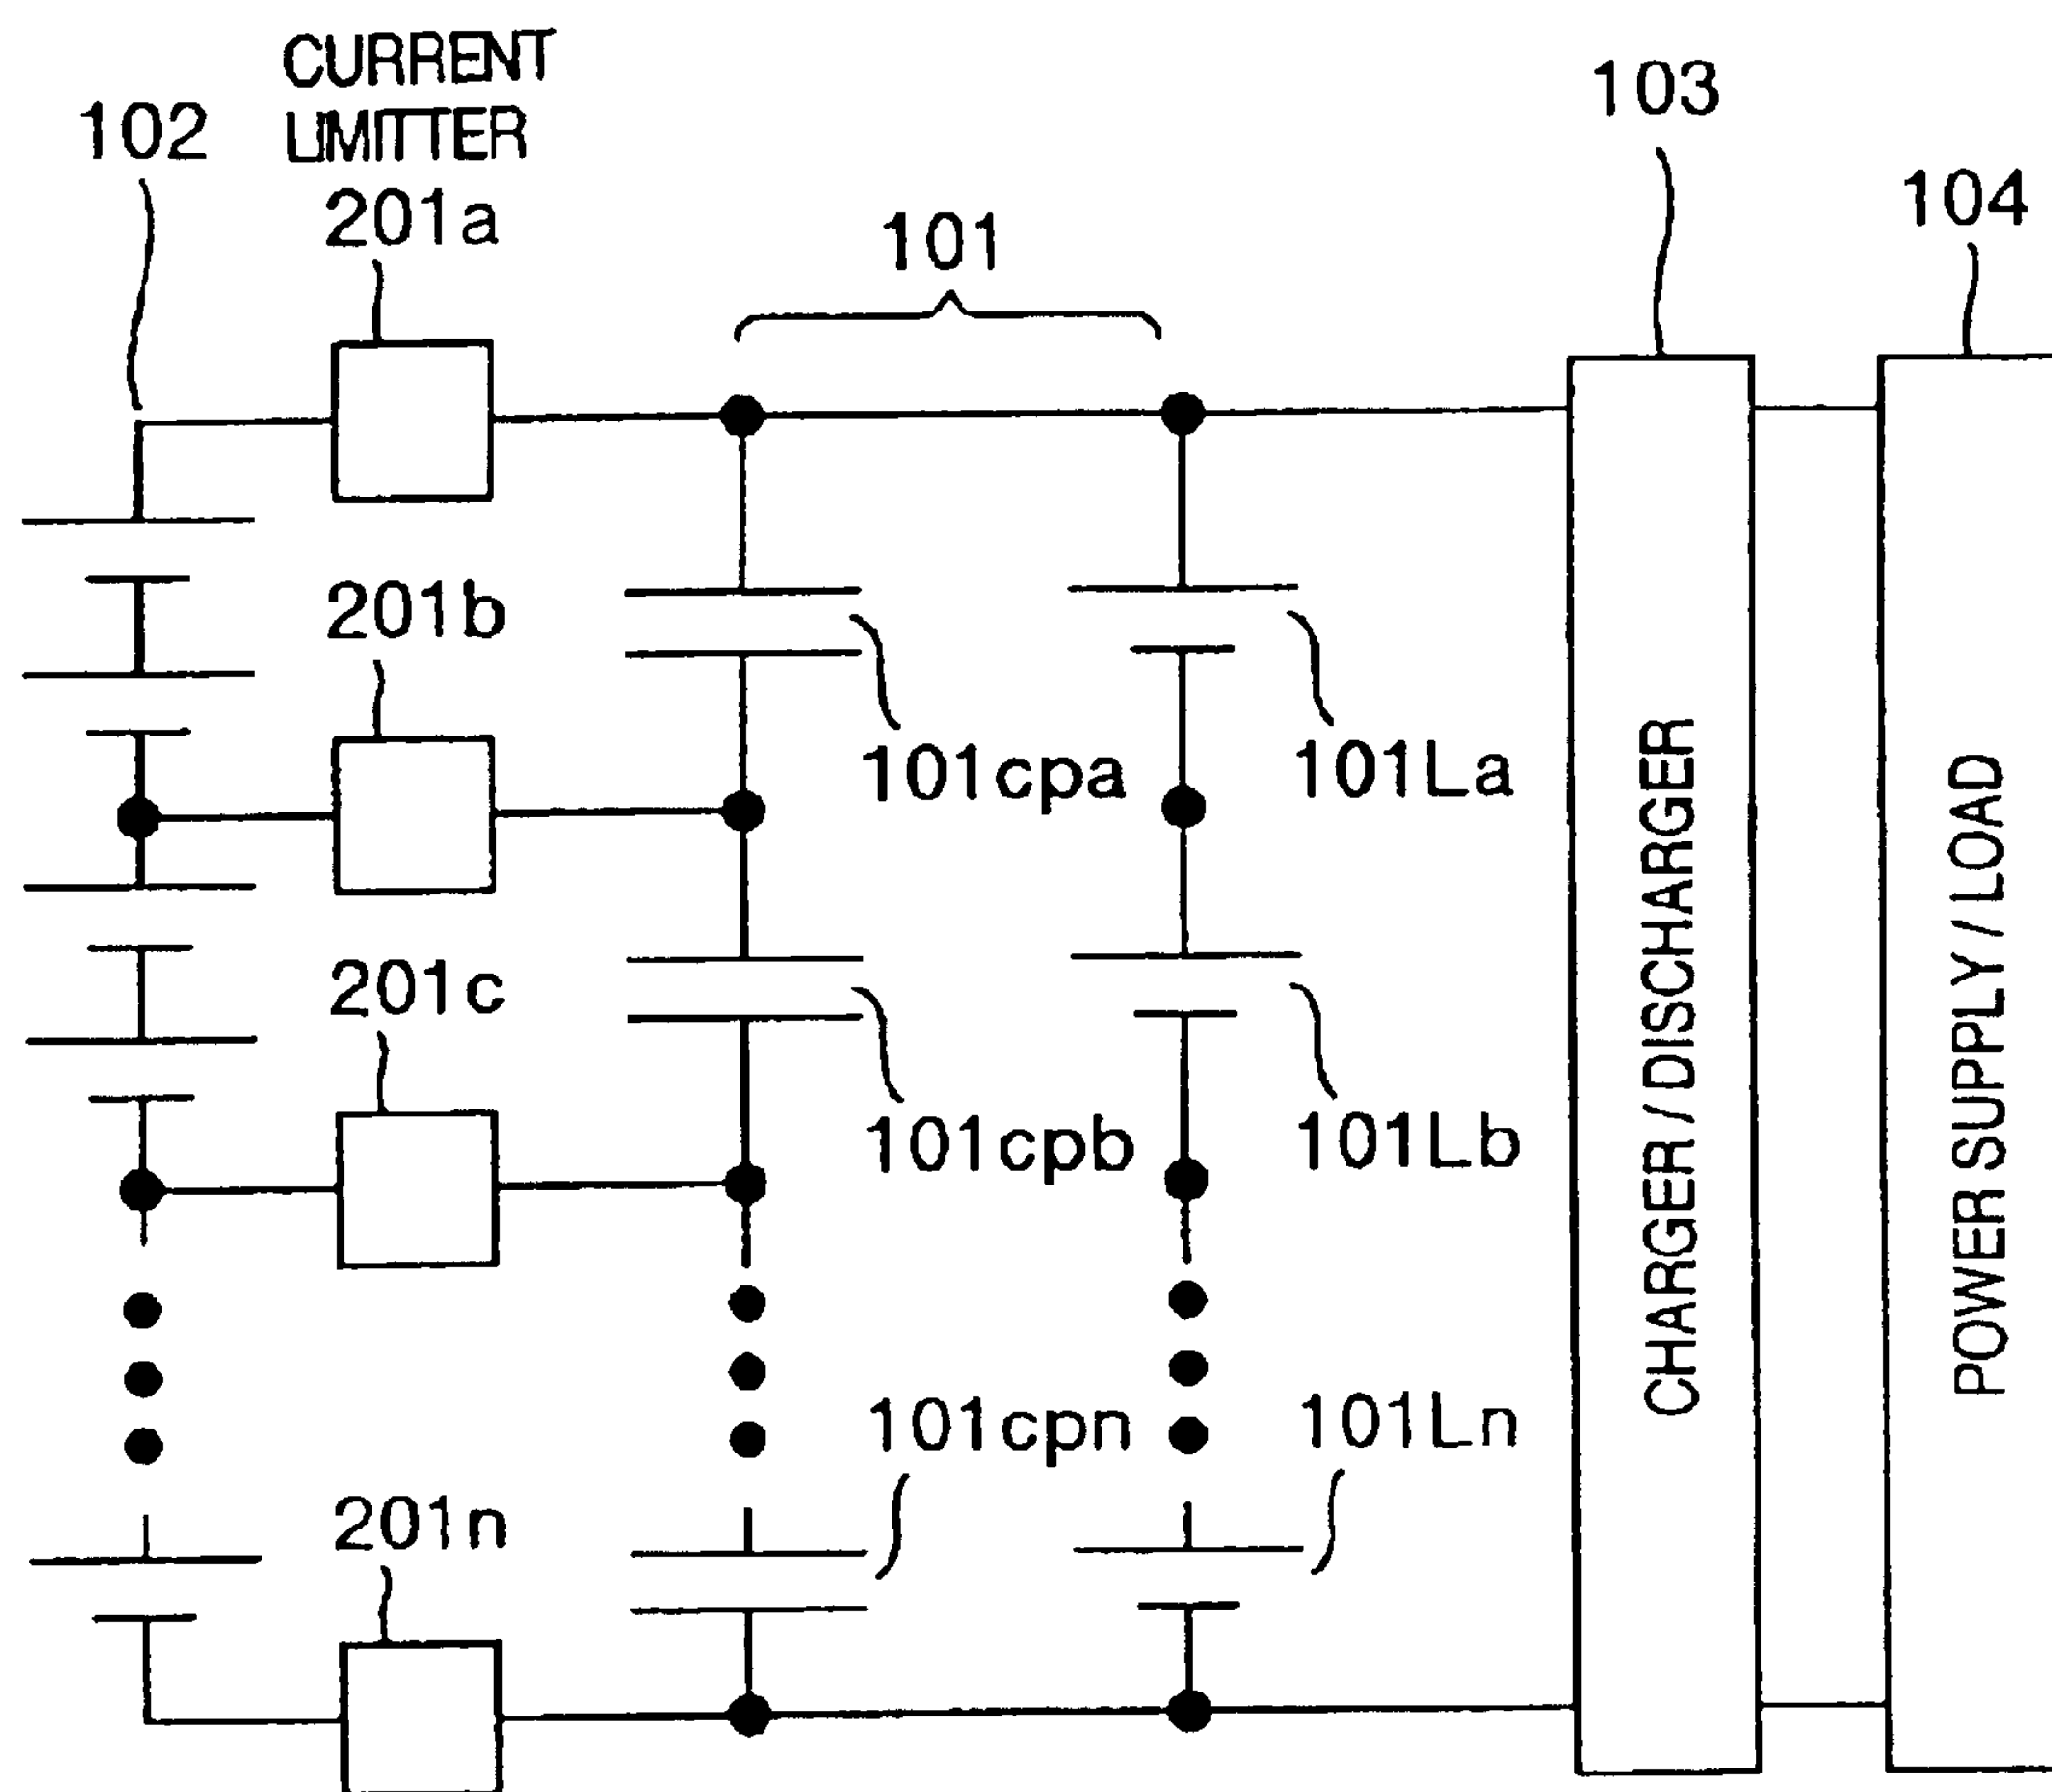 CURRENT
LIMITTER
102
201a
101
103
104
201b
101cpa
101La
201c
101cpb
101Lb
CHARGER / DISCHARGER
POWER SUPPLY / LOAD
101cpn
101Ln
201n